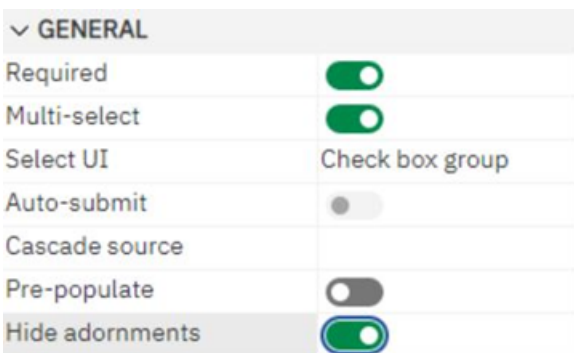 GENERAL
Required
Multi-select
Select UI Check box group
Auto-submit
Cascade source
Pre-populate
Hide adornments